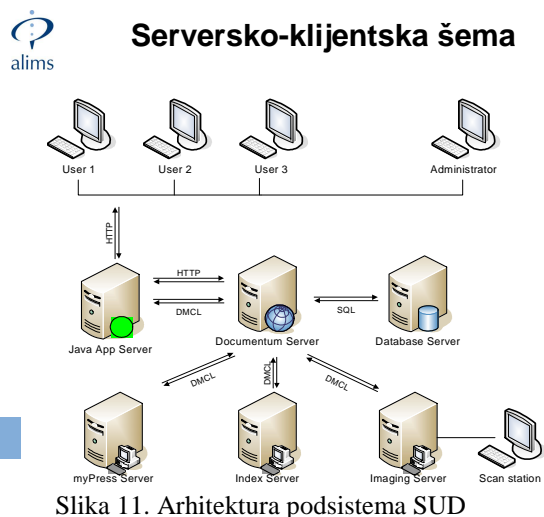 Serversko-klijentska šema
alims
User 1
User 2
User 3
Administrator
HTTP
HTTP
DMCL
SQL
Java App Server
Documentum Server
Database Server
DMCL
DMCL
DMCL
myPress Server
Index Server
Imaging Server
Scan station
Slika 11. Arhitektura podsistema SUD